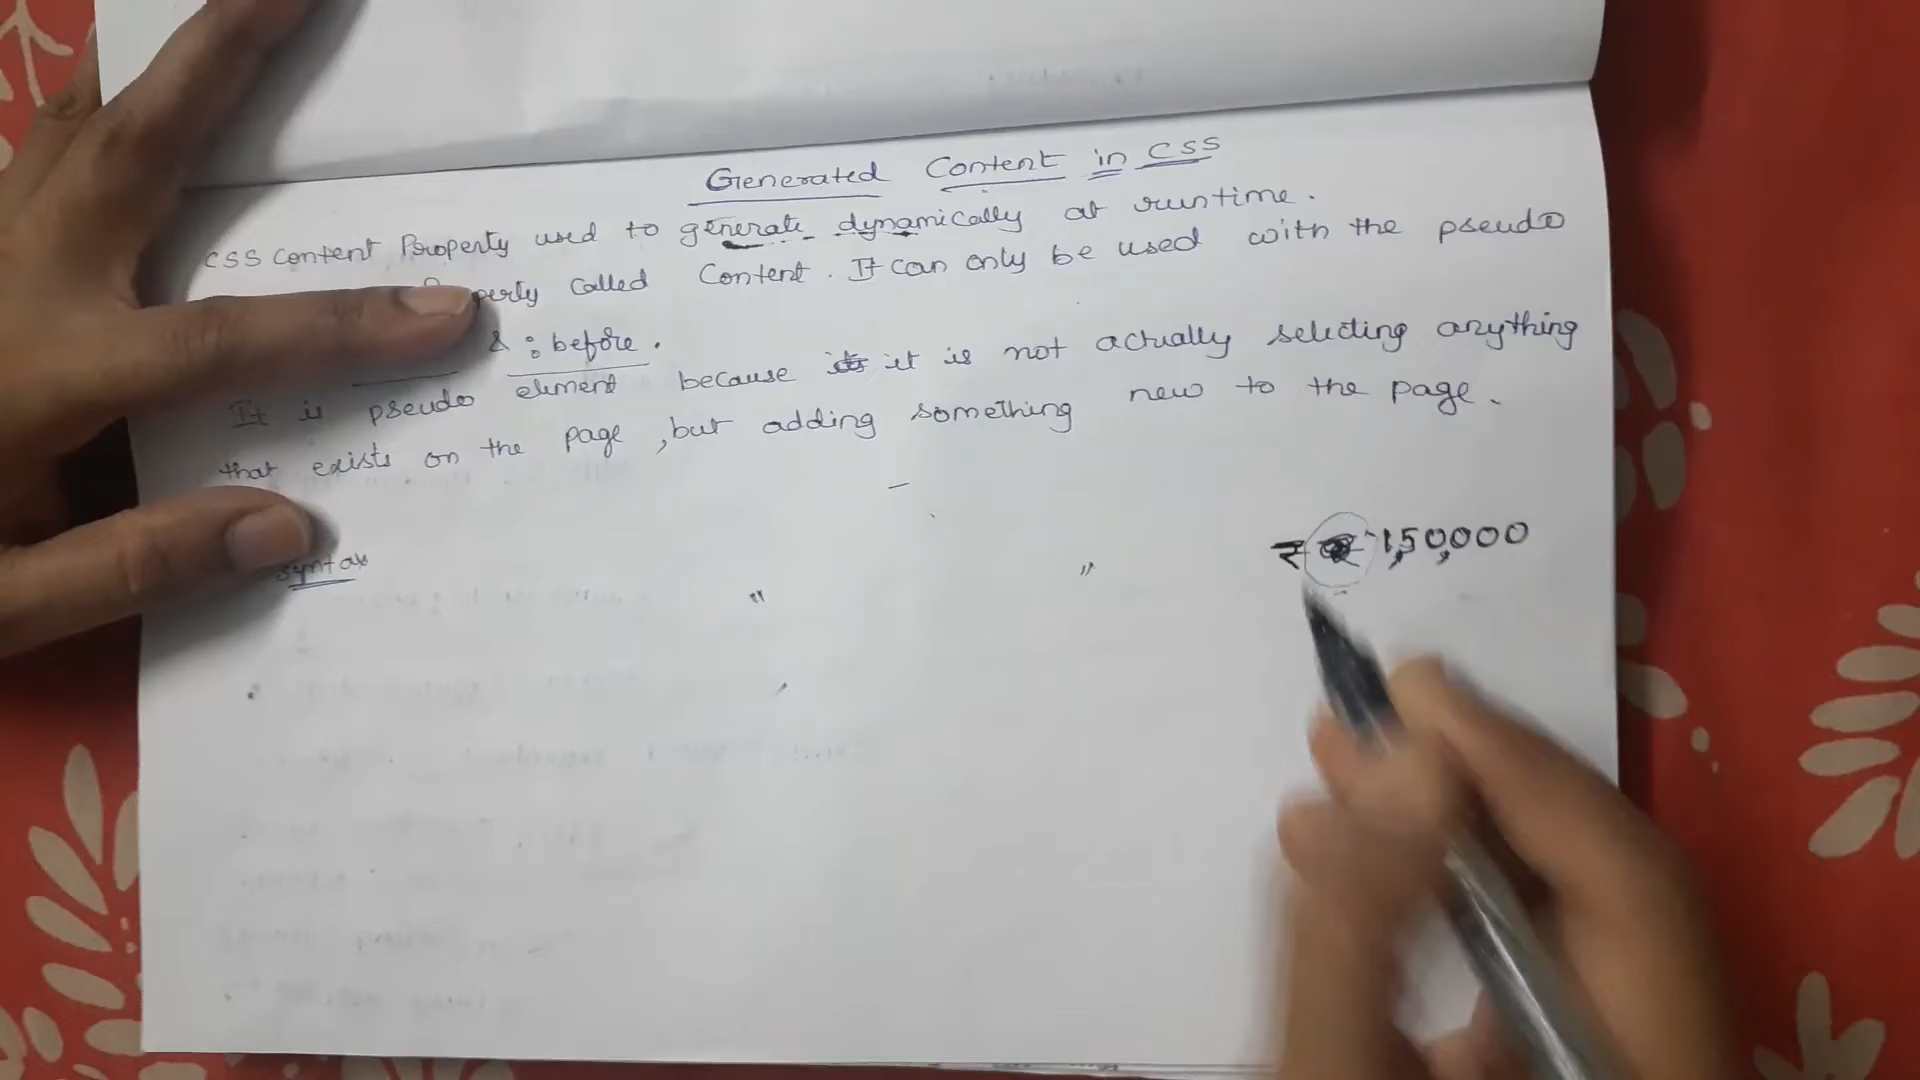 Generated Content in CSS
CSS Content Property used to generate dynamically at runtime.
perty called Content. It can only be used with the pseudo
& :before.
It is pseudo element because it is not actually selecting anything
that exists on the page, but adding something new to the page.
Syntax
₹ 1,50,000